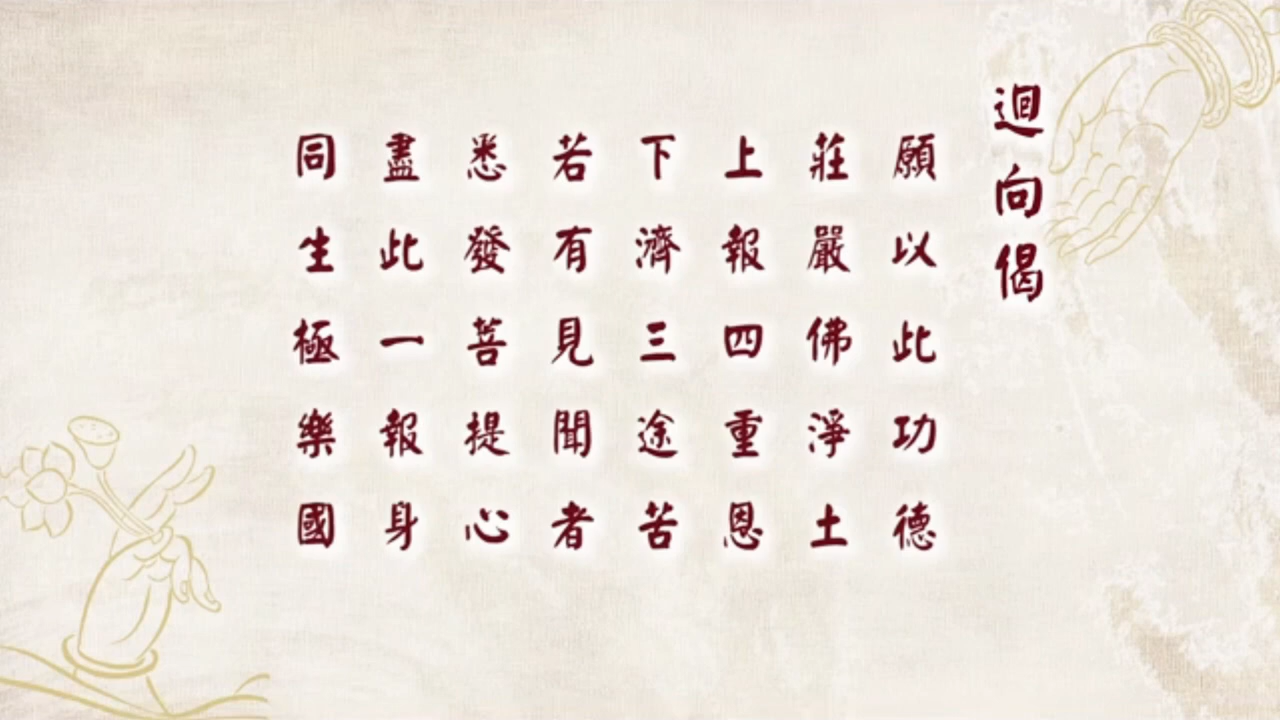 迴向偈
願以此功德
莊嚴佛淨土
上報四重恩
下濟三途苦
若有見聞者
悉發菩提心
盡此一報身
同生極樂國